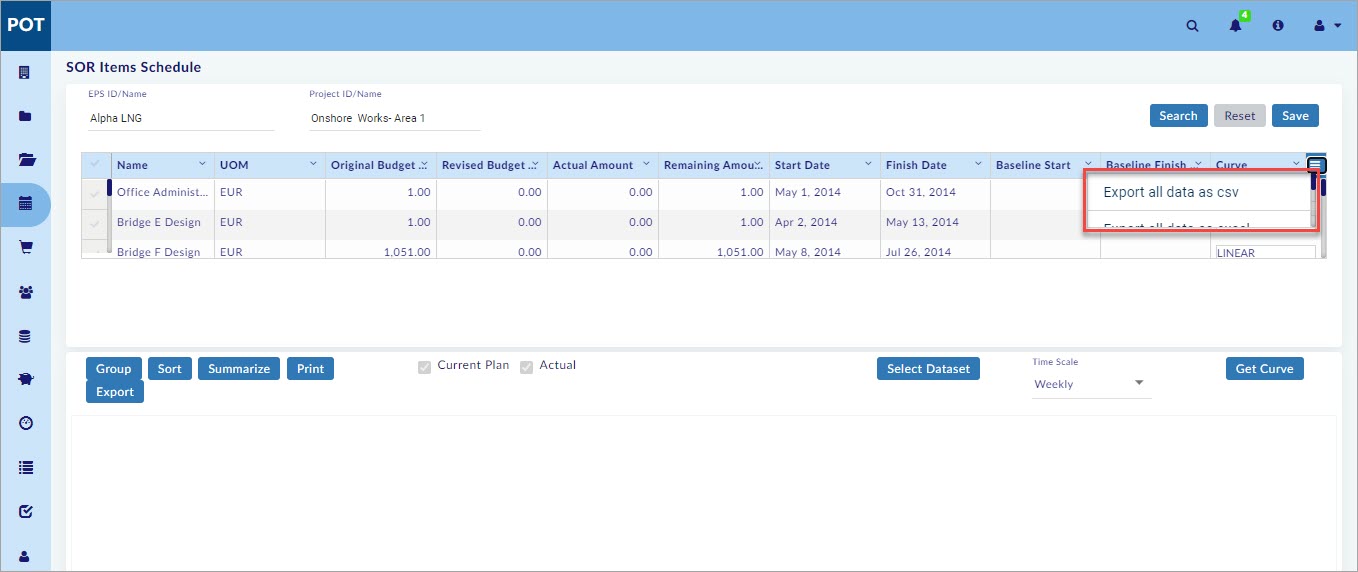 POT
4
SOR Items Schedule
EPS ID/Name
Project ID/Name
Alpha LNG
Onshore Works- Area 1
Search
Reset
Save
Name UOM Original Budget ... Revised Budget ... Actual Amount Remaining Amou... Start Date Finish Date Baseline Start Baseline Finish ... Curve
Office Administ... EUR 1.00 0.00 0.00 1.00 May 1, 2014 Oct 31, 2014
Export all data as csv
Bridge E Design EUR 1.00 0.00 0.00 1.00 Apr 2, 2014 May 13, 2014
Export all data as excel
Bridge F Design EUR 1,051.00 0.00 0.00 1,051.00 May 8, 2014 Jul 26, 2014 LINEAR
Group
Sort
Summarize
Print
Export
Current Plan
Actual
Select Dataset
Time Scale
Weekly
Get Curve